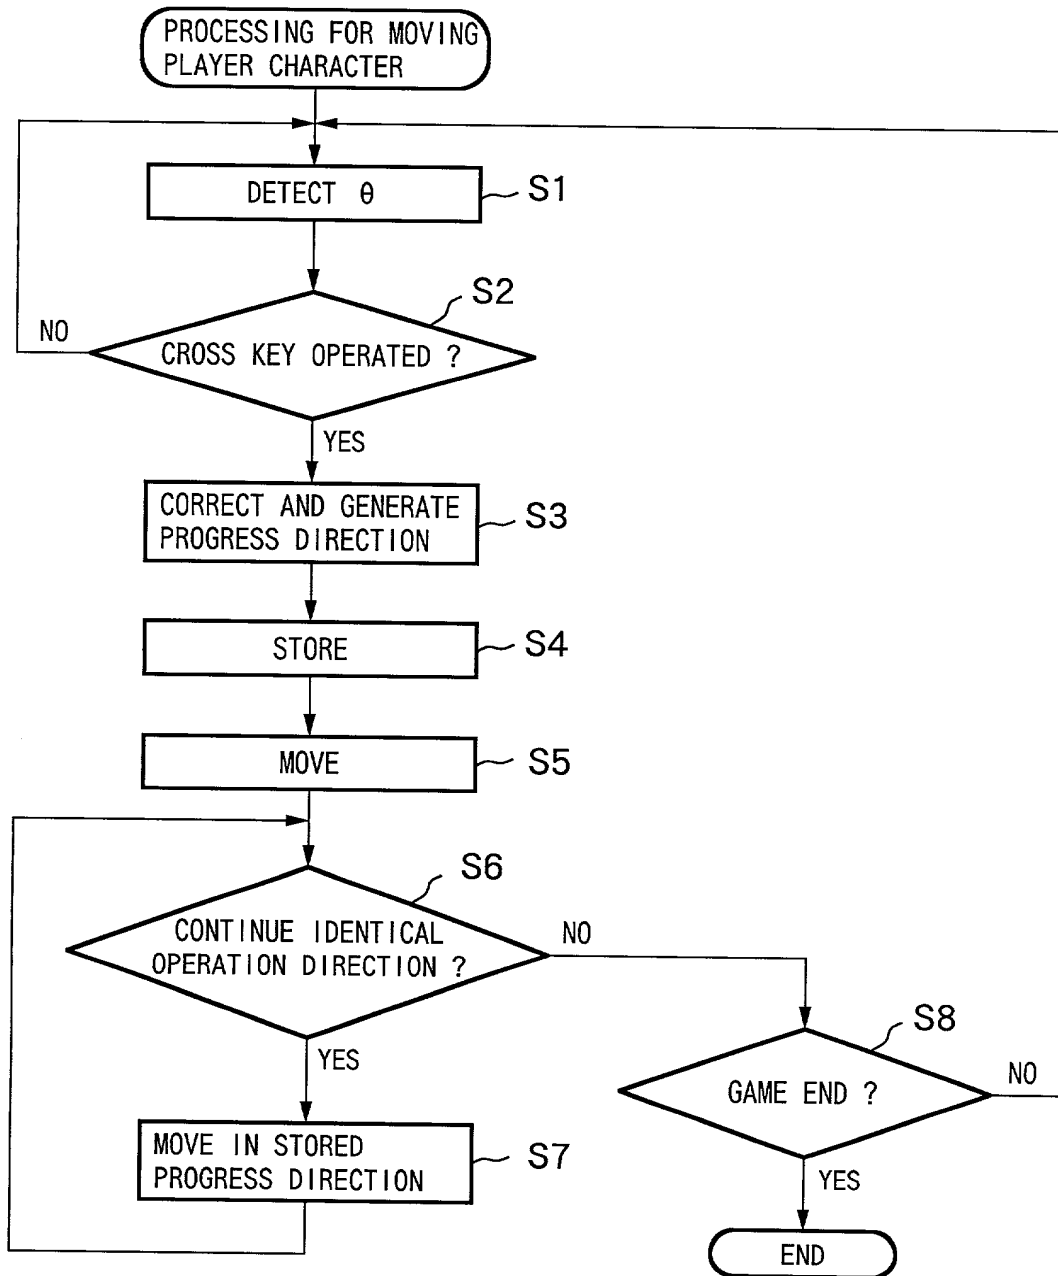 PROCESSING FOR MOVING
PLAYER CHARACTER
DETECT θ
S1
S2
NO
CROSS KEY OPERATED ?
YES
CORRECT AND GENERATE
PROGRESS DIRECTION
S3
STORE
S4
MOVE
S5
S6
CONTINUE IDENTICAL
OPERATION DIRECTION ?
NO
YES
S8
GAME END ?
NO
MOVE IN STORED
PROGRESS DIRECTION
S7
YES
END